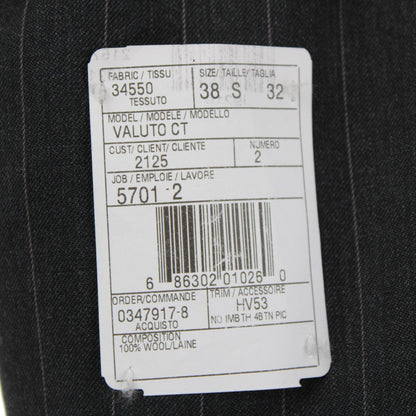 FABRIC / TISSU
SIZE/ TAILLE/ TAGLIA
34550
38 S 32
TESSUTO
MODEL / MODELE / MODELLO
VALUTO CT
CUST/ CLIENT/ CLIENTE
NUMERO
2125
2
JOB / EMPLOIE / LAVORE
5701 2
6 86302 01026 0
ORDER/COMMANDE
TRIM / ACCESSOIRE
0347917-8
HV53
ACQUISTO
NO IMBTH 4BTN PIC
COMPOSITION
100% WOOL/LAINE